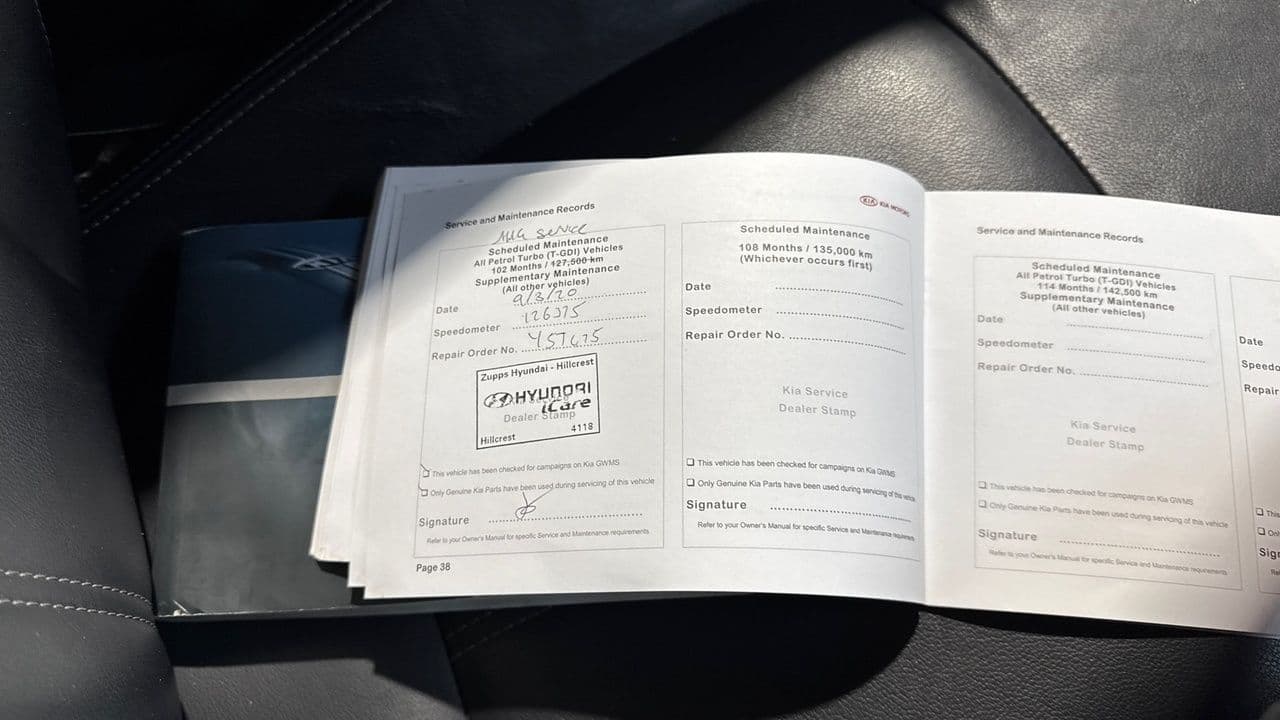 Service and Maintenance Records
Service
Scheduled Maintenance
All Petrol Turbo (T-GDI) Vehicles
102 Months / 127,500 km
Supplementary Maintenance
(All other vehicles)
Date 9/3/20
Speedometer 126375
Repair Order No. 457675
Zupps Hyundai - Hillcrest
HYUNDAI
iCare
Dealer Stamp
Hillcrest 4118
This vehicle has been checked for campaigns on Kia GWMS
Only Genuine Kia Parts have been used during servicing of this vehicle
Signature
Refer to your Owner's Manual for specific Service and Maintenance requirements
Page 38
KIA KIA MOTORS
Scheduled Maintenance
108 Months / 135,000 km
(Whichever occurs first)
Date
Speedometer
Repair Order No.
Kia Service
Dealer Stamp
This vehicle has been checked for campaigns on Kia GWMS
Only Genuine Kia Parts have been used during servicing of this vehicle
Signature
Refer to your Owner's Manual for specific Service and Maintenance requirements
Service and Maintenance Records
Scheduled Maintenance
All Petrol Turbo (T-GDI) Vehicles
114 Months / 142,500 km
Supplementary Maintenance
(All other vehicles)
Date
Speedometer
Repair Order No.
Kia Service
Dealer Stamp
This vehicle has been checked for campaigns on Kia GWMS
Only Genuine Kia Parts have been used during servicing of this vehicle
Signature
Refer to your Owner's Manual for specific Service and Maintenance requirements
Date
Speedo
Repair
This
Sign